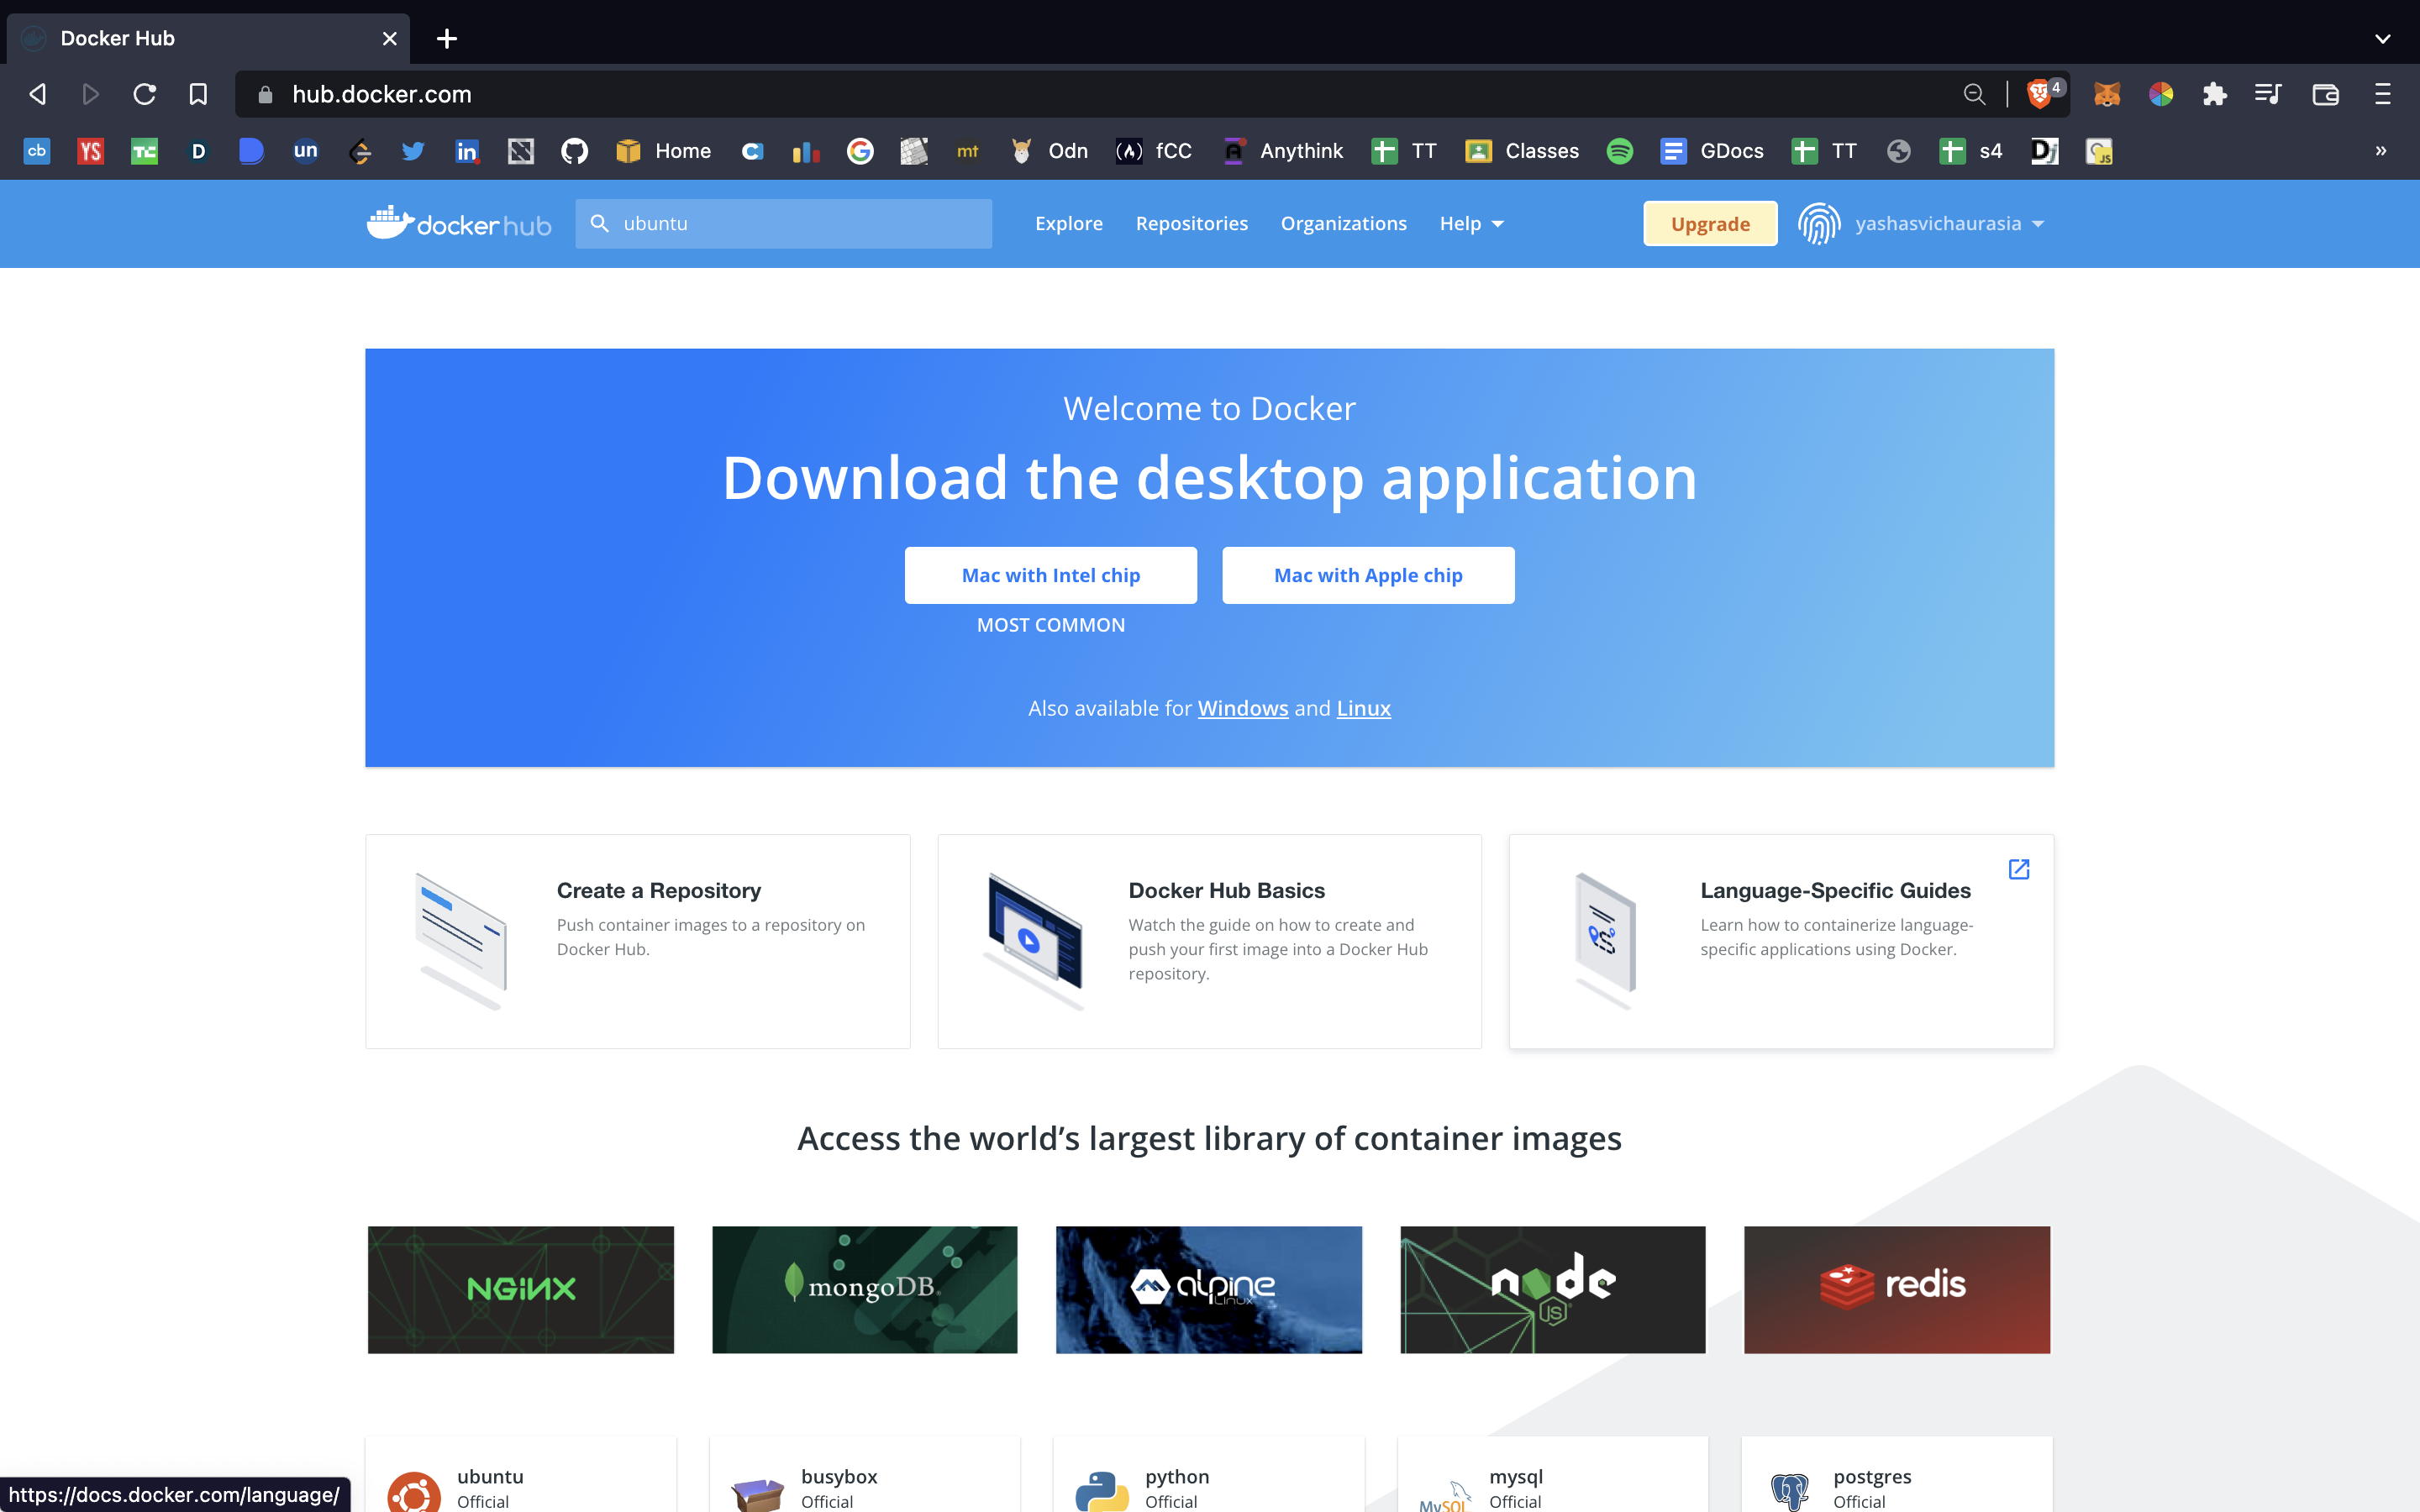 Docker Hub
hub.docker.com
4
cb
YS
TC
D
un
in
Home
mt
Odn
fCC
Anythink
TT
Classes
GDocs
TT
s4
Dj
JS
»
docker hub
ubuntu
Explore
Repositories
Organizations
Help
Upgrade
yashasvichaurasia
Welcome to Docker
Download the desktop application
Mac with Intel chip
Mac with Apple chip
MOST COMMON
Also available for Windows and Linux
Create a Repository
Push container images to a repository on
Docker Hub.
Docker Hub Basics
Watch the guide on how to create and
push your first image into a Docker Hub
repository.
Language-Specific Guides
Learn how to containerize language-
specific applications using Docker.
Access the world’s largest library of container images
NGINX
mongoDB
alpine
Linux
node
JS
redis
ubuntu
Official
busybox
Official
python
Official
MySQL
mysql
Official
postgres
Official
https://docs.docker.com/language/